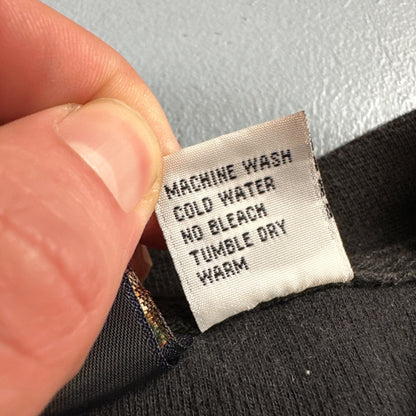 MACHINE WASH
COLD WATER
NO BLEACH
TUMBLE DRY
WARM